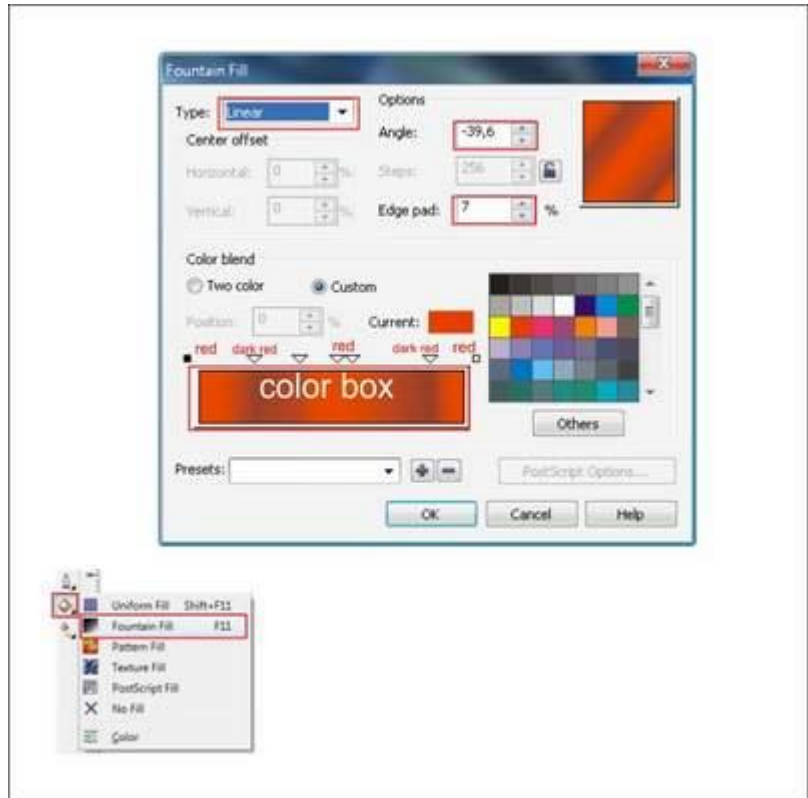 Fountain Fill
Type: Linear
Options
Center offset
Angle: -39,6
Horizontal: 0 %
Steps: 256
Vertical: 0 %
Edge pad: 7 %
Color blend
Two color Custom
Position: 0 %
Current:
red dark red red dark red red
color box
Others
Presets:
PostScript Options...
OK Cancel Help
Uniform Fill Shift+F11
Fountain Fill F11
Pattern Fill
Texture Fill
PostScript Fill
No Fill
Color